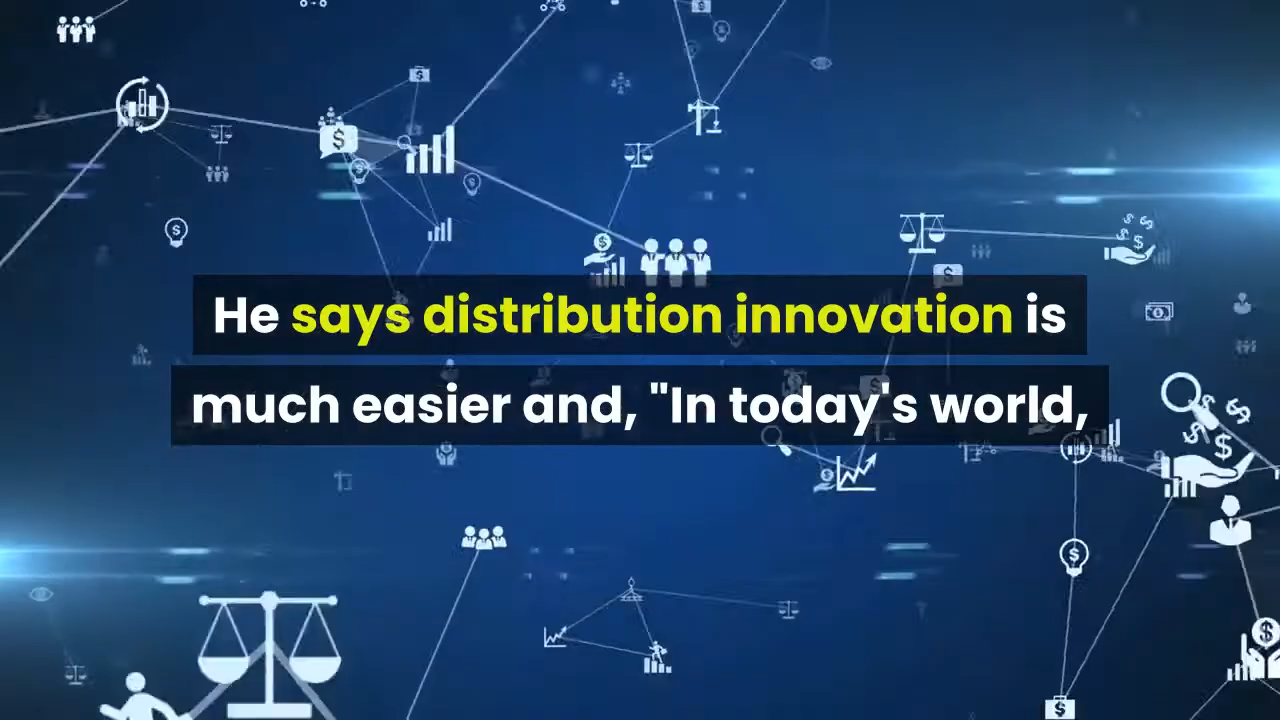 He says distribution innovation is
much easier and, "In today's world,